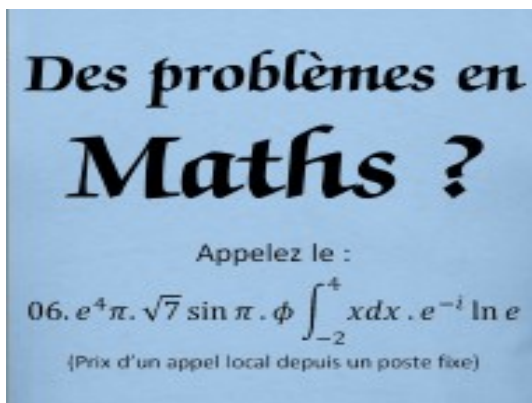 Des problèmes en
Maths ?
Appelez le :
06. e⁴π. √7 sin π . ϕ ∫₋₂⁴ xdx . e⁻ⁱ ln e
(Prix d'un appel local depuis un poste fixe)